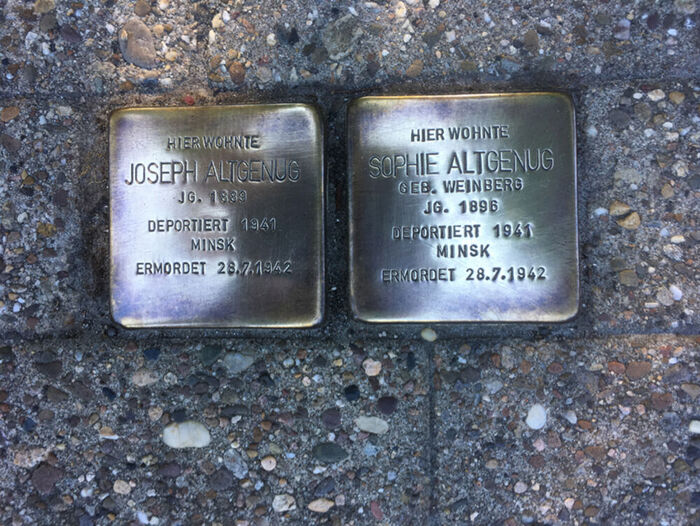 HIER WOHNTE
JOSEPH ALTGENUG
JG. 1889
DEPORTIERT 1941
MINSK
ERMORDET 28.7.1942
HIER WOHNTE
SOPHIE ALTGENUG
GEB. WEINBERG
JG. 1896
DEPORTIERT 1941
MINSK
ERMORDET 28.7.1942